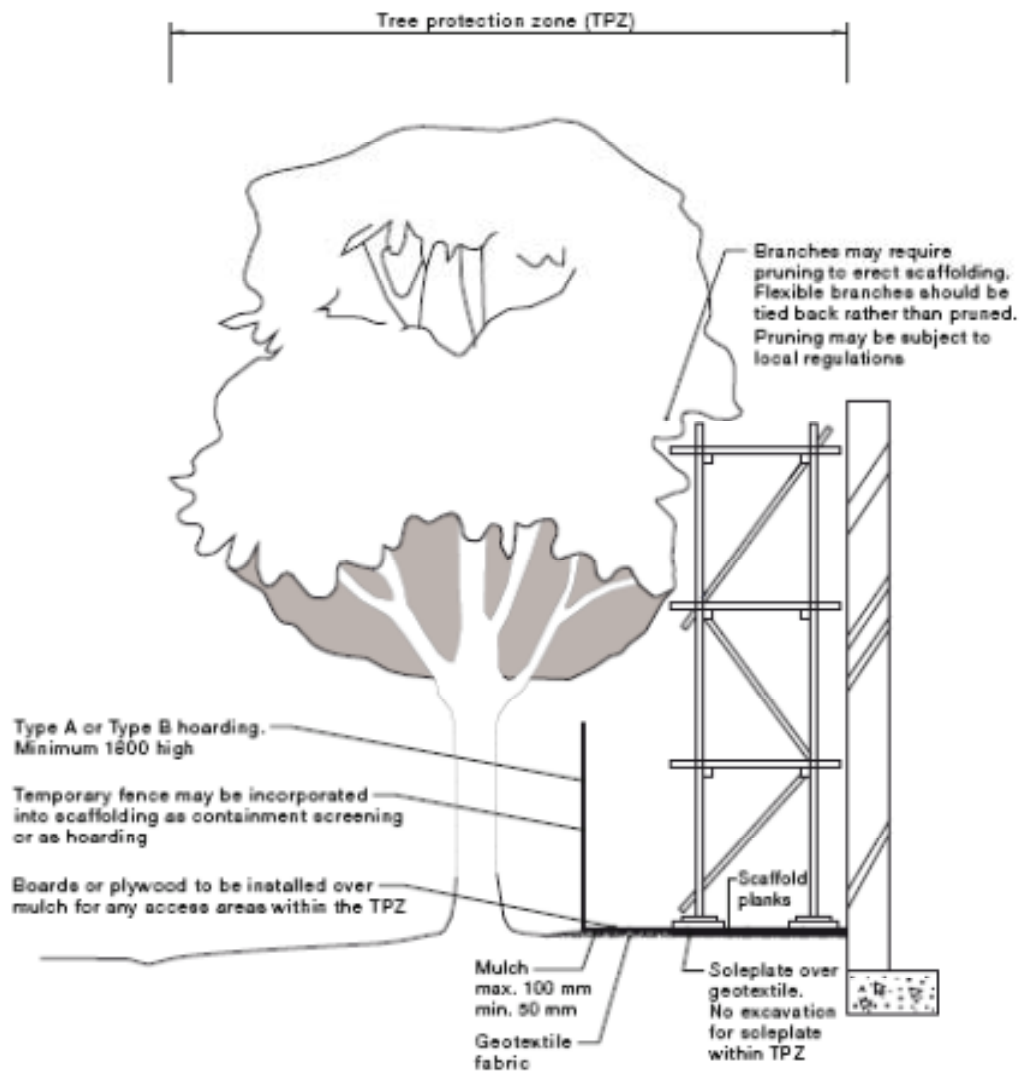 Tree protection zone (TPZ)
Branches may require
pruning to erect scaffolding.
Flexible branches should be
tied back rather than pruned.
Pruning may be subject to
local regulations
Type A or Type B hoarding.
Minimum 1800 high
Temporary fence may be incorporated
into scaffolding as containment screening
or as hoarding
Boards or plywood to be installed over
mulch for any access areas within the TPZ
Scaffold
planks
Mulch
max. 100 mm
min. 50 mm
Geotextile
fabric
Soleplate over
geotextile.
No excavation
for soleplate
within TPZ